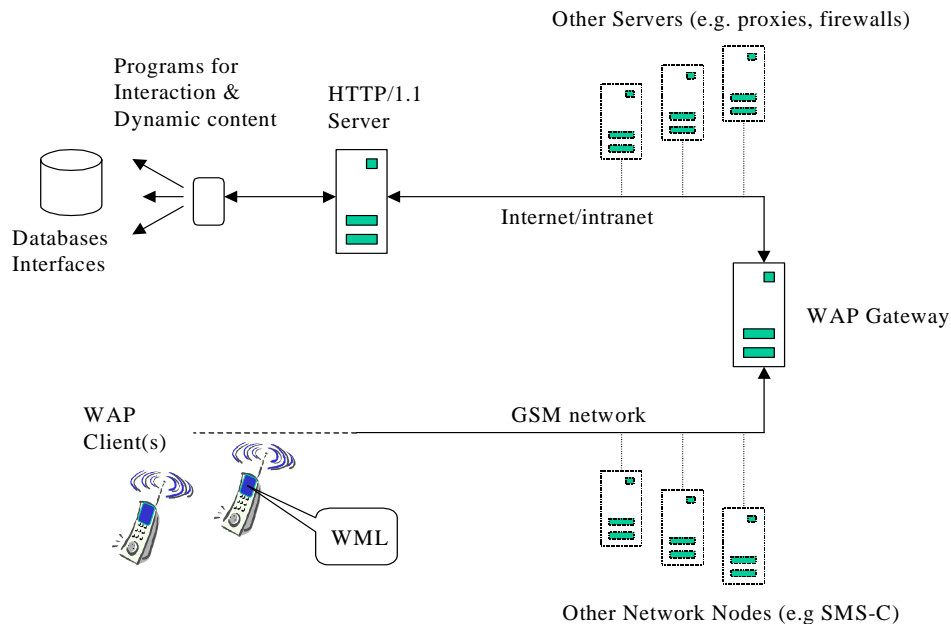 Other Servers (e.g. proxies, firewalls)
Programs for
Interaction &
Dynamic content
HTTP/1.1
Server
Internet/intranet
Databases
Interfaces
WAP Gateway
GSM network
WAP
Client(s)
WML
Other Network Nodes (e.g SMS-C)